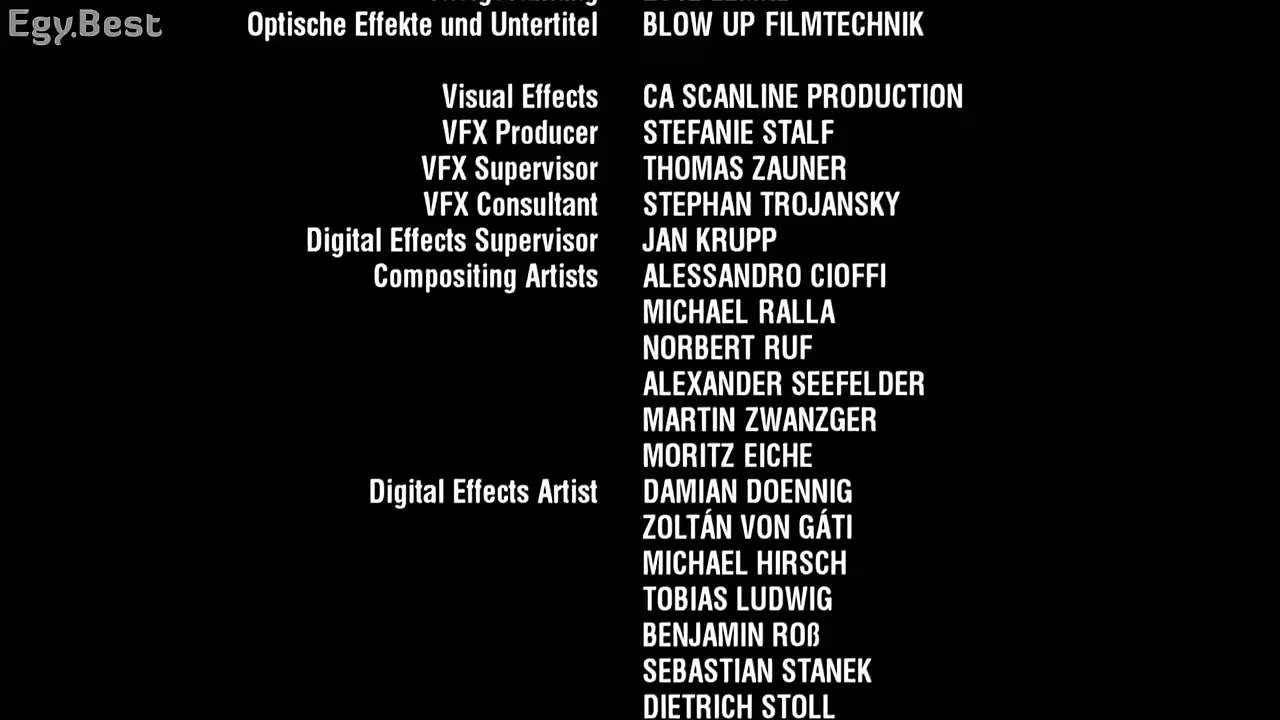 Egy.Best
Optische Effekte und Untertitel BLOW UP FILMTECHNIK
Visual Effects CA SCANLINE PRODUCTION
VFX Producer STEFANIE STALF
VFX Supervisor THOMAS ZAUNER
VFX Consultant STEPHAN TROJANSKY
Digital Effects Supervisor JAN KRUPP
Compositing Artists ALESSANDRO CIOFFI
MICHAEL RALLA
NORBERT RUF
ALEXANDER SEEFELDER
MARTIN ZWANZGER
MORITZ EICHE
Digital Effects Artist DAMIAN DOENNIG
ZOLTÁN VON GÁTI
MICHAEL HIRSCH
TOBIAS LUDWIG
BENJAMIN ROß
SEBASTIAN STANEK
DIETRICH STOLL